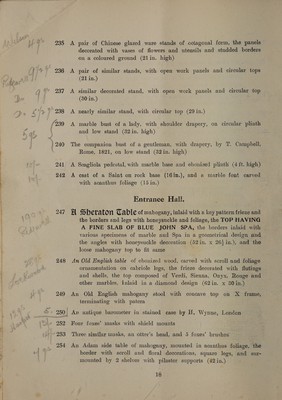 235 A pair of Chinese glazed ware stands of octagonal form, the panels
decorated with vases of flowers and utensils and studded borders
on a coloured ground (21 in. high)
236 A pair of similar stands, with open work panels and circular tops
(21 in.)
237 A similar decorated stand, with open work panels and circular top
(30 in.)
238 A nearly similar stand, with circular top (29 in.)
239 A marble bust of a lady, with shoulder drapery, on circular plinth
and low stand (32 in. high)
240 The companion bust of a gentleman, with drapery, by T. Campbell,
Rome, 1821, on low stand (32 in. high)
241 A Scagliola pedestal, with marble base and ebonised plinth (4 ft. high)
242 A cast of a Saint on rock base (16 in.), and a marble font carved
with acanthus foliage (15 in.)
Entrance Hall.
247 A Sheraton Table of mahogany, inlaid with a key pattern frieze and
the borders and legs with honeysuckle and foliage, the TOP HAVING
A FINE SLAB OF BLUE JOHN SPA, the borders inlaid with
various specimens of marble and Spa in a geometrical design and
the angles with honeysuckle decoration (52 in. x 26 in.), and the
loose mahogany top to fit same
248 An Old English table of ebonised wood, carved with scroll and foliage
ornamentation on cabriole legs, the frieze decorated with flutings
and shells, the top composed of Verdi, Sienna, Onyx, Rouge and
other marbles, inlaid in a diamond design (62 in. x 30 in.)
249 An Old English mahogany stool with concave top on X frame,
terminating with patera
250 An antique barometer in stained case by H. Wynne, London
252 Four foxes' masks with shield mounts
253 Three similar masks, an otter's head, and 5 foxes' brushes
254 An Adam side table of mahogany, mounted in acanthus foliage, the
border with scroll and floral decorations, square legs, and sur-
mounted by 2 shelves with pilaster supports (42 in.)
18